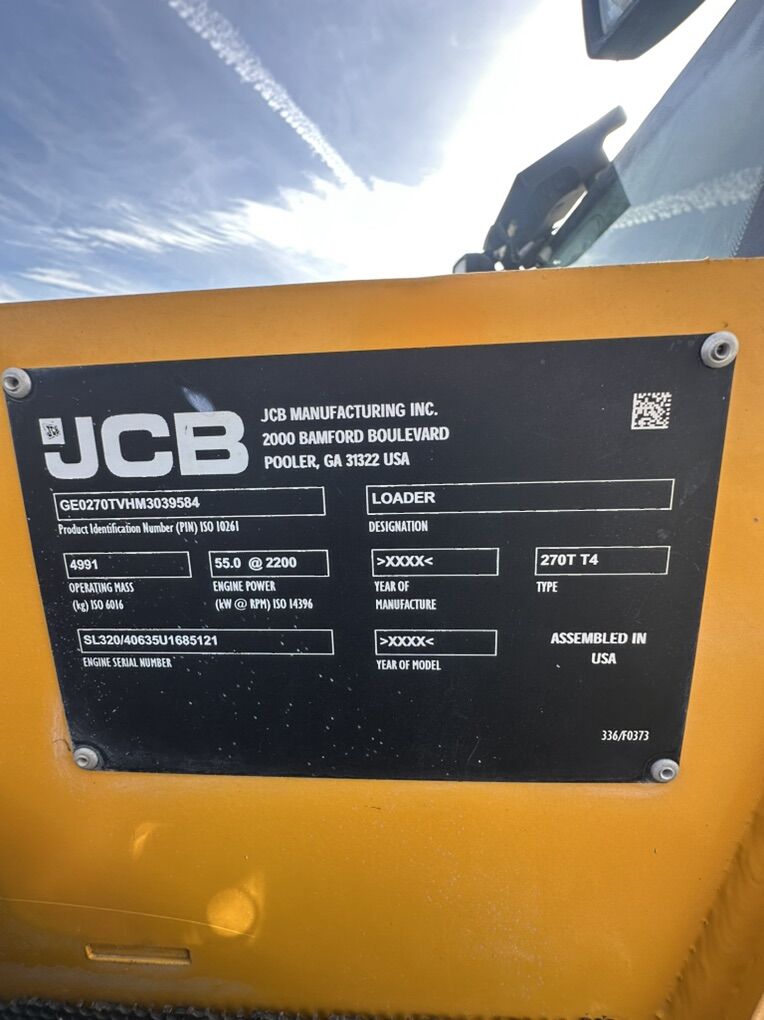 JCB
JCB MANUFACTURING INC.
2000 BAMFORD BOULEVARD
POOLER, GA 31322 USA
GE0270TVHM3039584
Product Identification Number (PIN) ISO 10261
LOADER
DESIGNATION
4991
OPERATING MASS
(kg) ISO 6016
55.0 @ 2200
ENGINE POWER
(kW @ RPM) ISO 14396
>XXXX<
YEAR OF
MANUFACTURE
270T T4
TYPE
SL320/40635U1685121
ENGINE SERIAL NUMBER
>XXXX<
YEAR OF MODEL
ASSEMBLED IN
USA
336/F0373